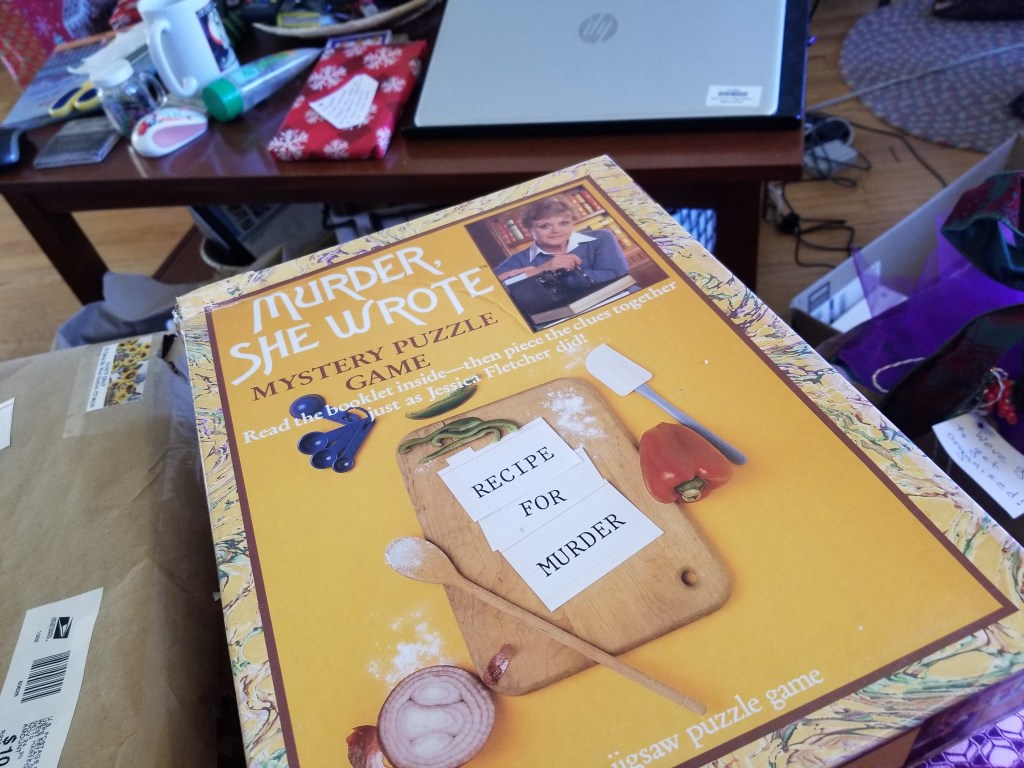 hp
MURDER,
SHE WROTE™
MYSTERY PUZZLE
GAME
Read the booklet inside—then piece the clues together
just as Jessica Fletcher did!
RECIPE
FOR
MURDER
jigsaw puzzle game